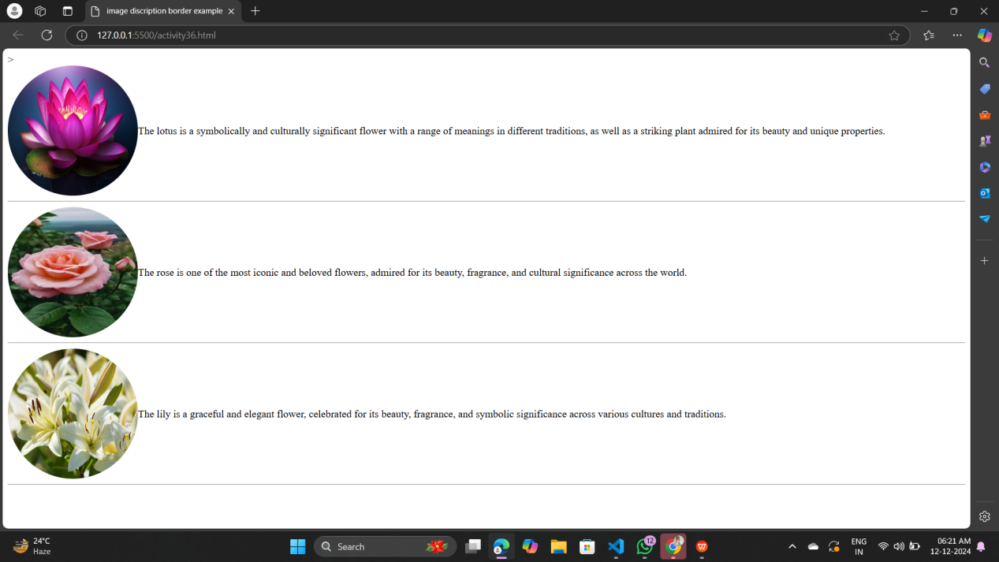 image discription border example
127.0.0.1:5500/activity36.html
>
The lotus is a symbolically and culturally significant flower with a range of meanings in different traditions, as well as a striking plant admired for its beauty and unique properties.
The rose is one of the most iconic and beloved flowers, admired for its beauty, fragrance, and cultural significance across the world.
The lily is a graceful and elegant flower, celebrated for its beauty, fragrance, and symbolic significance across various cultures and traditions.
24°C
Haze
Search
12
ENG
IN
06:21 AM
12-12-2024